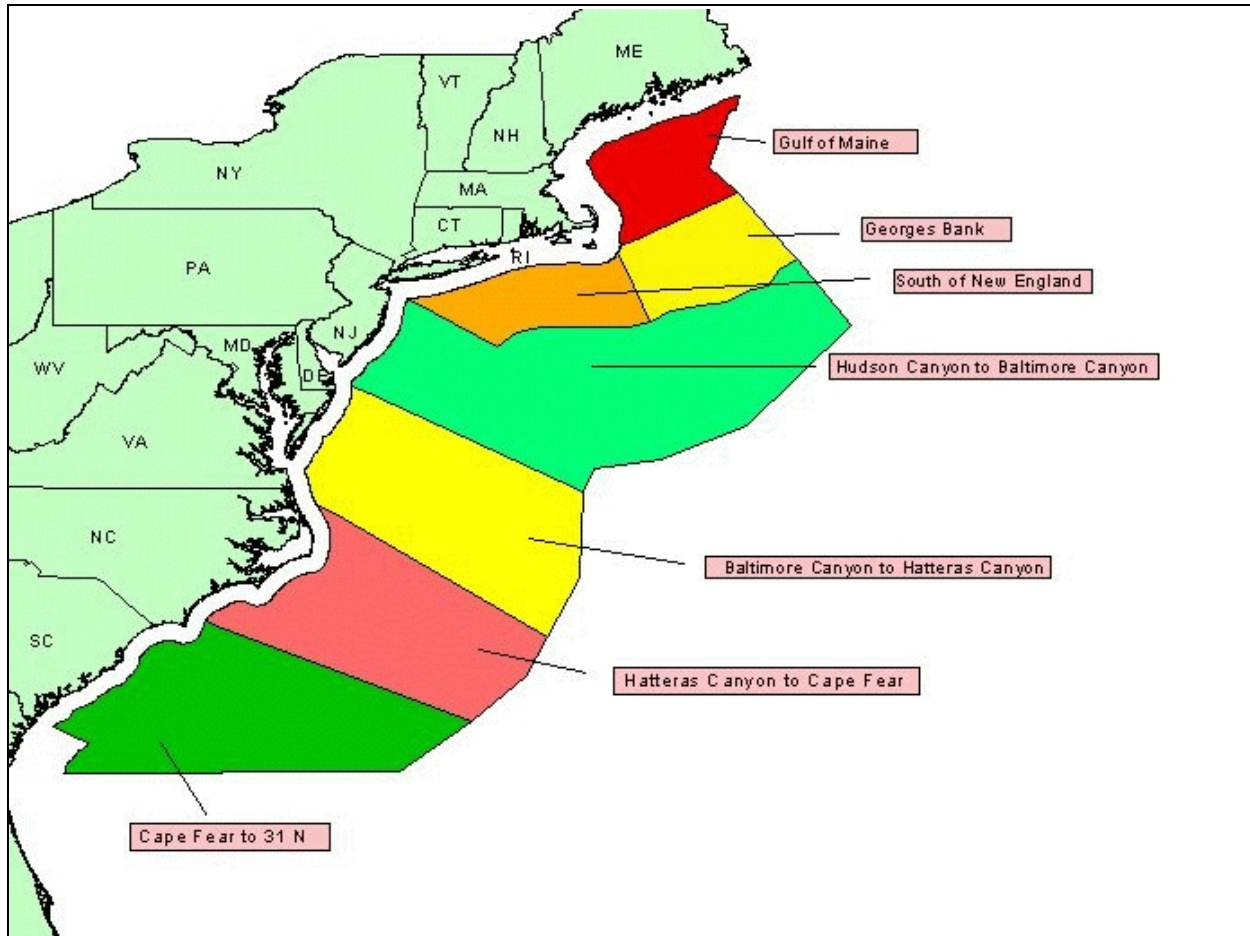 ME
VT
NH
Gulf of Maine
NY
MA
CT
Georges Bank
RI
PA
South of New England
NJ
MD
WV
DE
Hudson Canyon to Baltimore Canyon
VA
NC
Baltimore Canyon to Hatteras Canyon
SC
Hatteras Canyon to Cape Fear
Cape Fear to 31 N